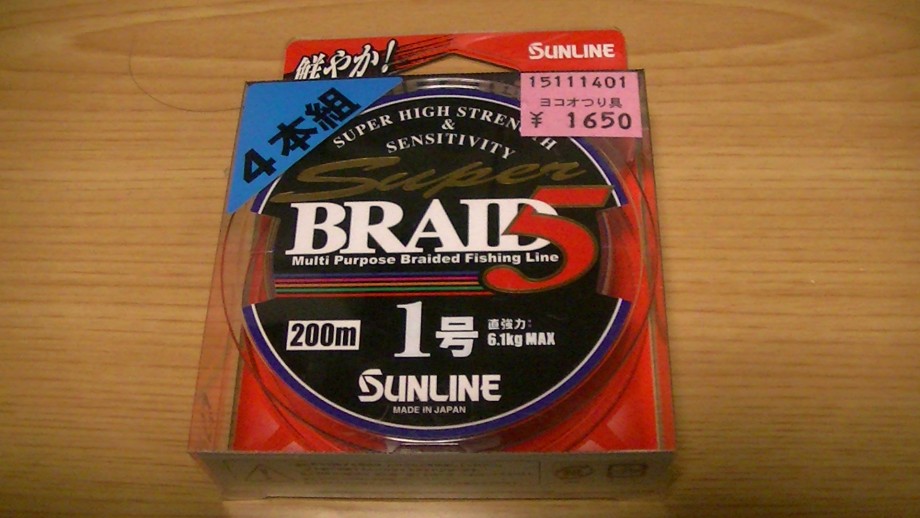 鮮やか!
SUNLINE
15111401
ヨコオつり具
¥ 1650
4本組
SUPER HIGH STRENGTH
&
SENSITIVITY
Super
BRAID 5
Multi Purpose Braided Fishing Line
200m
1号
直強力:
6.1kg MAX
SUNLINE
MADE IN JAPAN